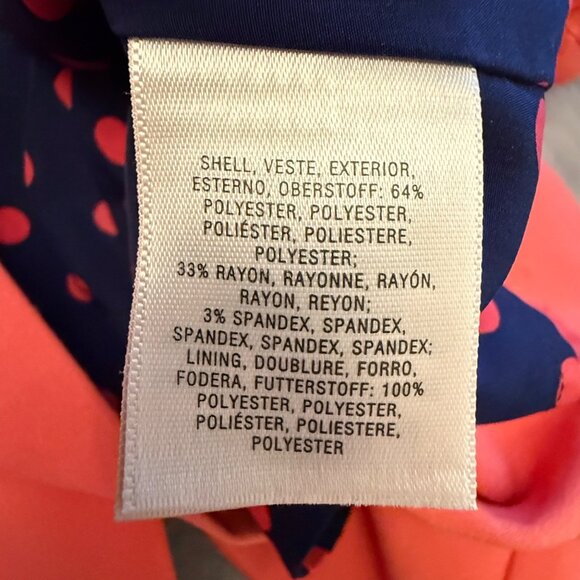 SHELL, VESTE, EXTERIOR,
ESTERNO, OBERSTOFF: 64%
POLYESTER, POLYESTER,
POLIÉSTER, POLIESTERE,
POLYESTER;
33% RAYON, RAYONNE, RAYÓN,
RAYON, REYON;
3% SPANDEX, SPANDEX,
SPANDEX, SPANDEX, SPANDEX;
LINING, DOUBLURE, FORRO,
FODERA, FUTTERSTOFF: 100%
POLYESTER, POLYESTER,
POLIÉSTER, POLIESTERE,
POLYESTER